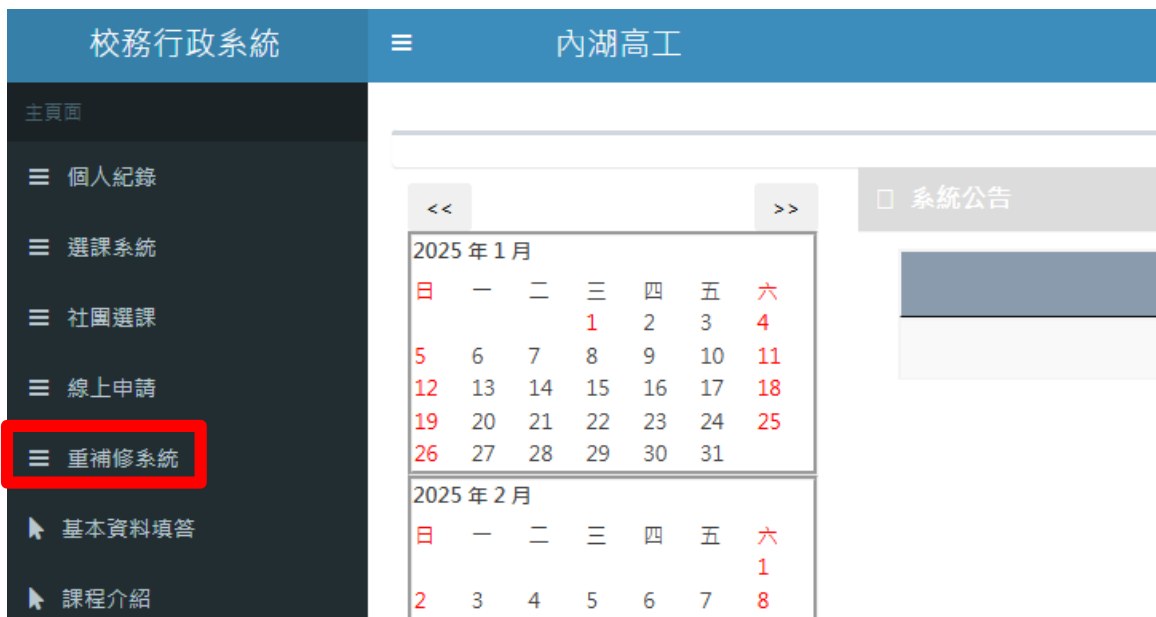 校務行政系統
內湖高工
主頁面
個人紀錄
選課系統
社團選課
線上申請
重補修系統
基本資料填答
課程介紹
<< >>
2025 年 1 月
日 一 二 三 四 五 六
1 2 3 4
5 6 7 8 9 10 11
12 13 14 15 16 17 18
19 20 21 22 23 24 25
26 27 28 29 30 31
2025 年 2 月
日 一 二 三 四 五 六
1
2 3 4 5 6 7 8
系統公告